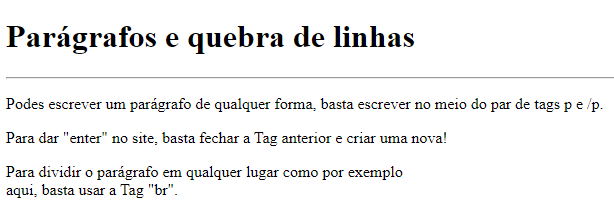 Parágrafos e quebra de linhas
Podes escrever um parágrafo de qualquer forma, basta escrever no meio do par de tags p e /p.
Para dar "enter" no site, basta fechar a Tag anterior e criar uma nova!
Para dividir o parágrafo em qualquer lugar como por exemplo
aqui, basta usar a Tag "br".